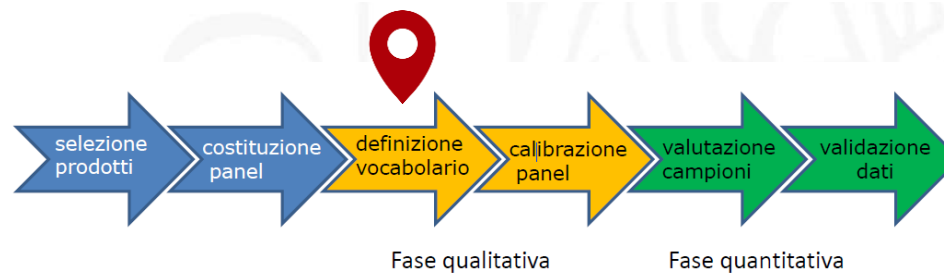 selezione
prodotti
costituzione
panel
definizione
vocabolario
calibrazione
panel
valutazione
campioni
validazione
dati
Fase qualitativa
Fase quantitativa